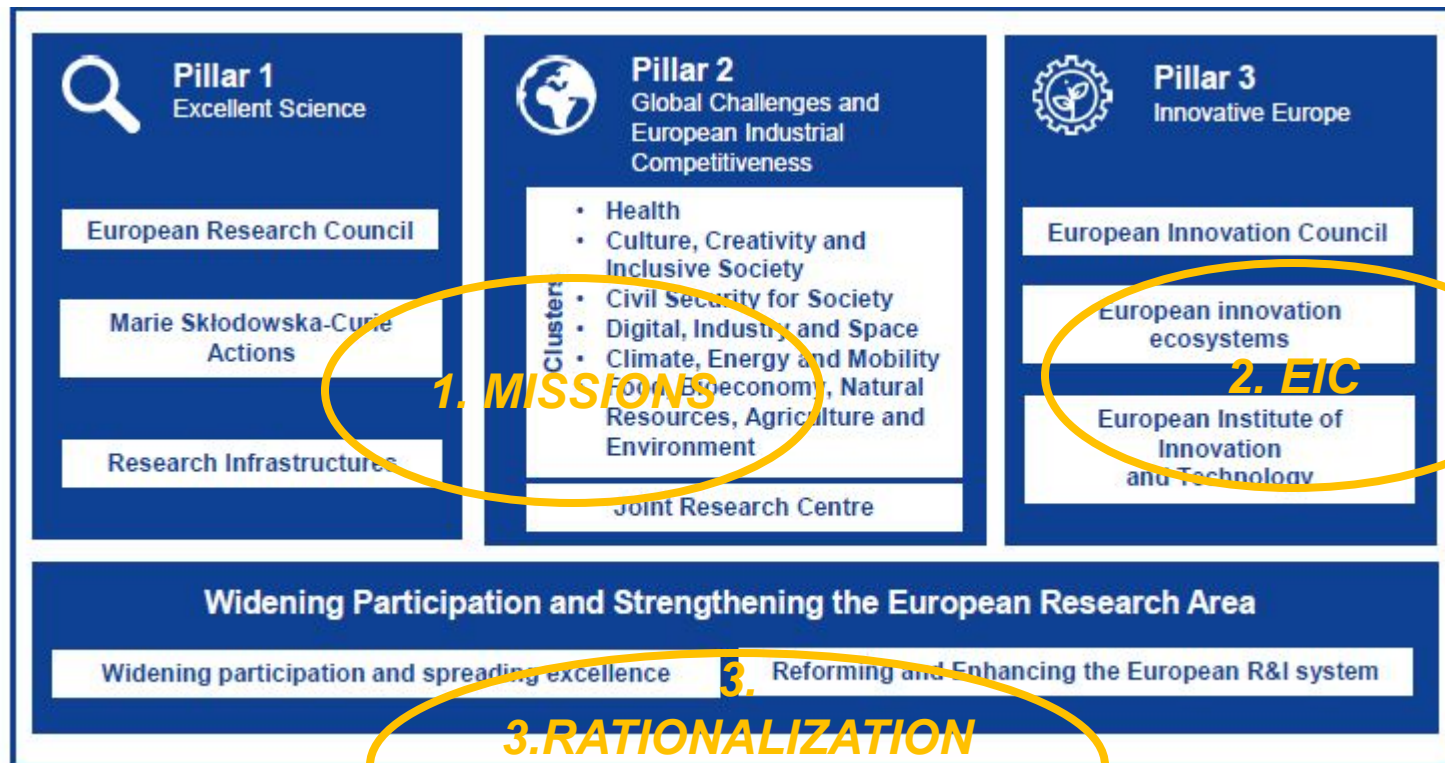 Pillar 1
Excellent Science
European Research Council
Marie Skłodowska-Curie
Actions
Research Infrastructures
Pillar 2
Global Challenges and
European Industrial
Competitiveness
Clusters
• Health
• Culture, Creativity and
Inclusive Society
• Civil Security for Society
• Digital, Industry and Space
• Climate, Energy and Mobility
Food, Bioeconomy, Natural
Resources, Agriculture and
Environment
Joint Research Centre
1. MISSIONS
Pillar 3
Innovative Europe
European Innovation Council
European innovation
ecosystems
2. EIC
European Institute of
Innovation
and Technology
Widening Participation and Strengthening the European Research Area
Widening participation and spreading excellence
Reforming and Enhancing the European R&I system
3.
3.RATIONALIZATION